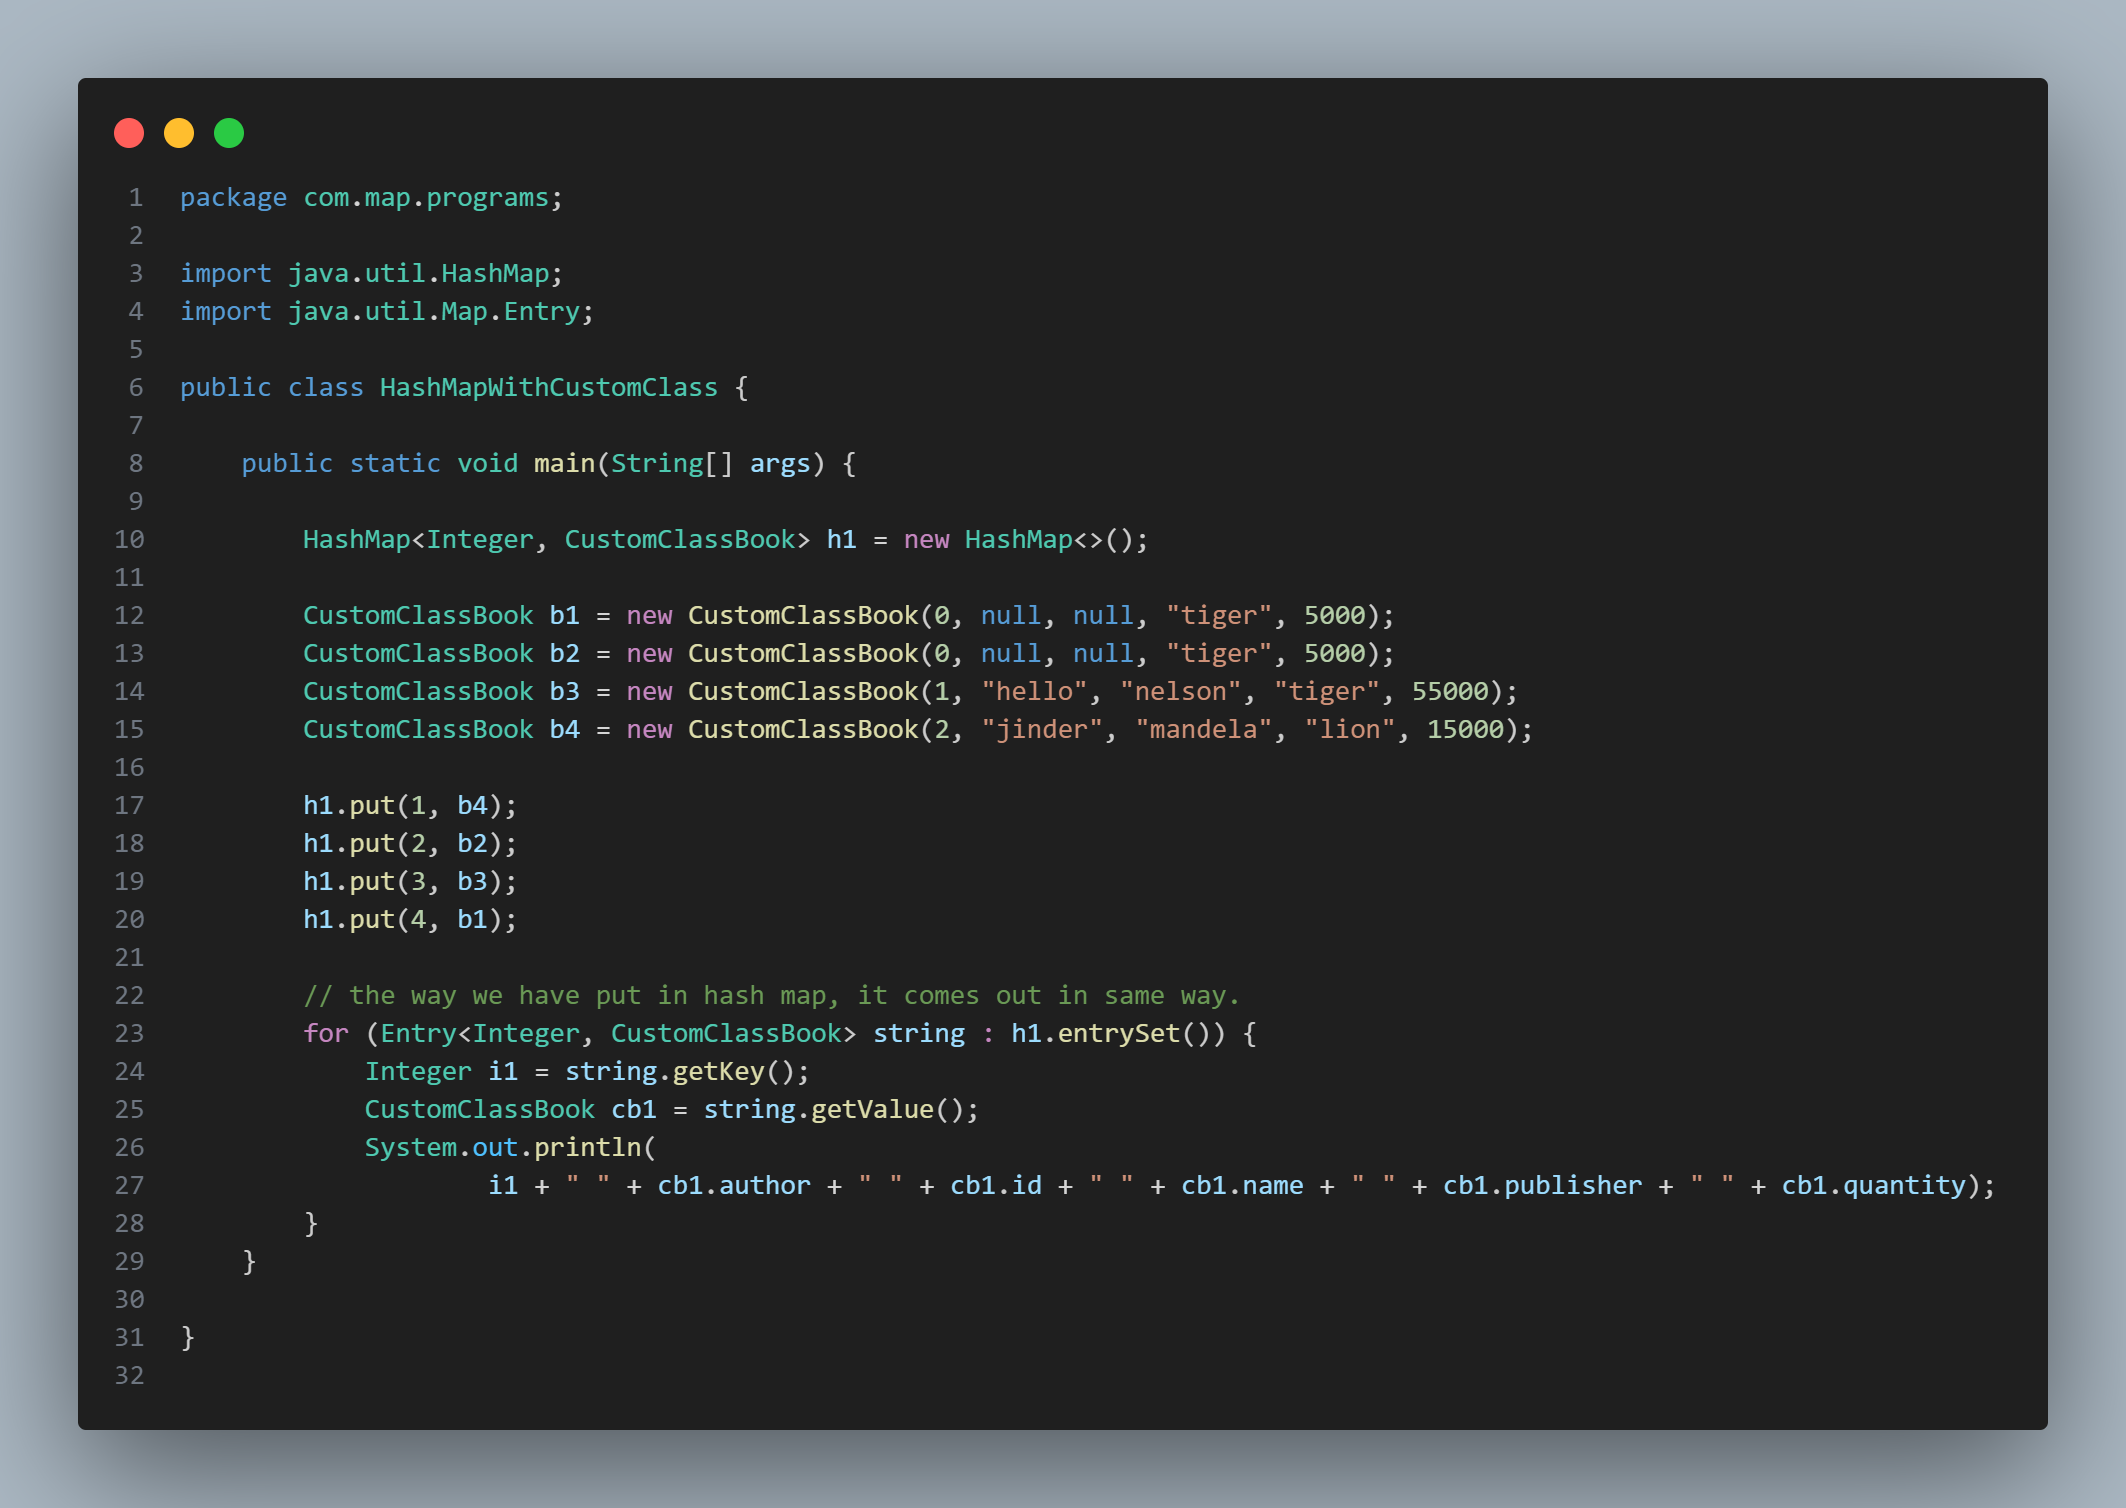 1 package com.map.programs;
2
3 import java.util.HashMap;
4 import java.util.Map.Entry;
5
6 public class HashMapWithCustomClass {
7
8     public static void main(String[] args) {
9
10         HashMap<Integer, CustomClassBook> h1 = new HashMap<>();
11
12         CustomClassBook b1 = new CustomClassBook(0, null, null, "tiger", 5000);
13         CustomClassBook b2 = new CustomClassBook(0, null, null, "tiger", 5000);
14         CustomClassBook b3 = new CustomClassBook(1, "hello", "nelson", "tiger", 55000);
15         CustomClassBook b4 = new CustomClassBook(2, "jinder", "mandela", "lion", 15000);
16
17         h1.put(1, b4);
18         h1.put(2, b2);
19         h1.put(3, b3);
20         h1.put(4, b1);
21
22         // the way we have put in hash map, it comes out in same way.
23         for (Entry<Integer, CustomClassBook> string : h1.entrySet()) {
24             Integer i1 = string.getKey();
25             CustomClassBook cb1 = string.getValue();
26             System.out.println(
27                     i1 + " " + cb1.author + " " + cb1.id + " " + cb1.name + " " + cb1.publisher + " " + cb1.quantity);
28         }
29     }
30
31 }
32